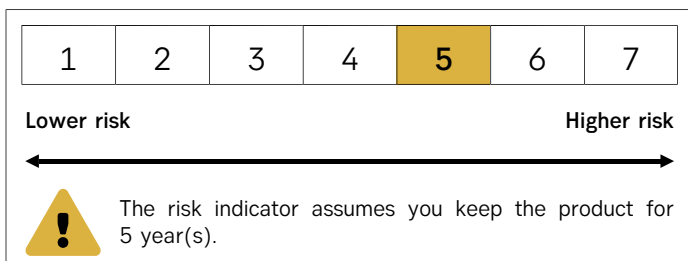 1 2 3 4 5 6 7
Lower risk Higher risk
The risk indicator assumes you keep the product for
5 year(s).